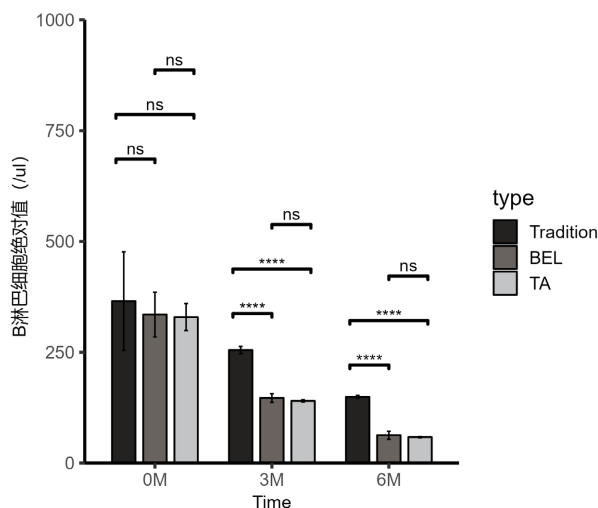 1000
750
500
250
0
B淋巴细胞绝对值（/ul）
ns
ns
ns
ns
****
****
ns
****
****
0M
3M
6M
Time
type
Tradition
BEL
TA